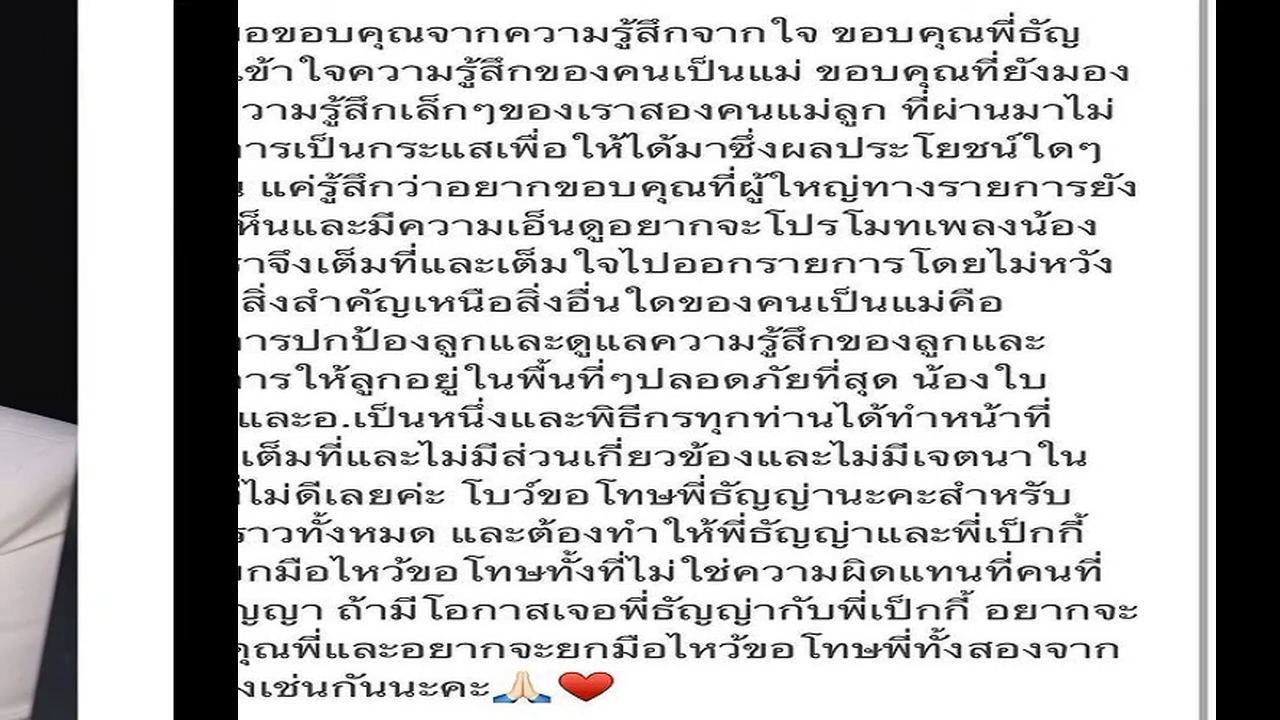 อขอบคุณจากความรู้สึกจากใจ ขอบคุณพี่ธัญ
เข้าใจความรู้สึกของคนเป็นแม่ ขอบคุณที่ยังมอง
วามรู้สึกเล็กๆของเราสองคนแม่ลูก ที่ผ่านมาไม่
ารเป็นกระแสเพื่อให้ได้มาซึ่งผลประโยชน์ใดๆ
แค่รู้สึกว่าอยากขอบคุณที่ผู้ใหญ่ทางรายการยัง
ห็นและมีความเอ็นดูอยากจะโปรโมทเพลงน้อง
ราจึงเต็มที่และเต็มใจไปออกรายการโดยไม่หวัง
สิ่งสำคัญเหนือสิ่งอื่นใดของคนเป็นแม่คือ
ารปกป้องลูกและดูแลความรู้สึกของลูกและ
ารให้ลูกอยู่ในพื้นที่ๆปลอดภัยที่สุด น้องใบ
และอ.เป็นหนึ่งและพิธีกรทุกท่านได้ทำหน้าที่
เต็มที่และไม่มีส่วนเกี่ยวข้องและไม่มีเจตนาใน
ไม่ดีเลยค่ะ โบว์ขอโทษพี่ธัญญ่านะคะสำหรับ
ราวทั้งหมด และต้องทำให้พี่ธัญญ่าและพี่เป็กกี้
กมือไหว้ขอโทษทั้งที่ไม่ใช่ความผิดแทนที่คนที่
ญญา ถ้ามีโอกาสเจอพี่ธัญญ่ากับพี่เป็กกี้ อยากจะ
คุณพี่และอยากจะยกมือไหว้ขอโทษพี่ทั้งสองจาก
งเช่นกันนะคะ🙏🏻❤️